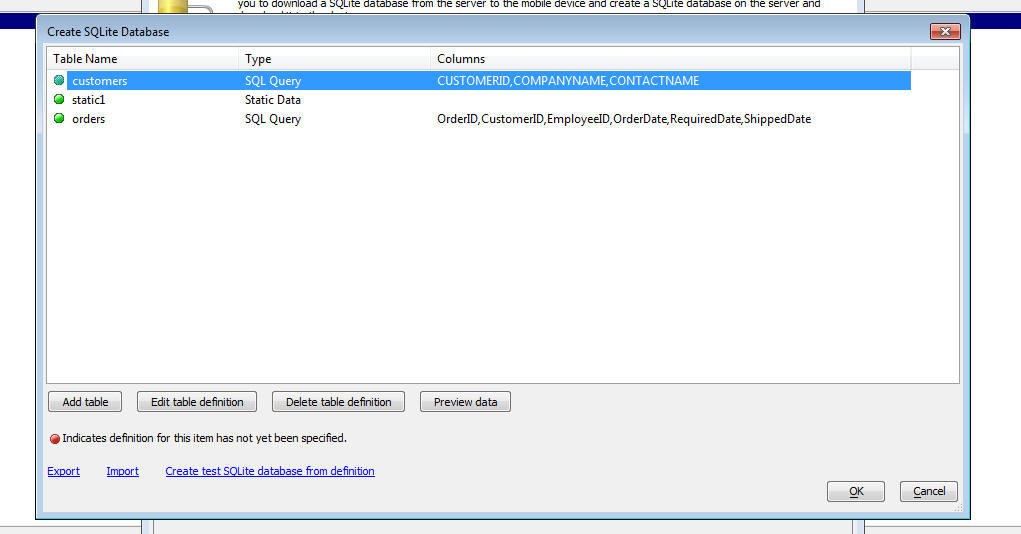 you to download a SQLite database from the server to the mobile device and create a SQLite database on the server and
Create SQLite Database
Table Name Type Columns
customers SQL Query CUSTOMERID,COMPANYNAME,CONTACTNAME
static1 Static Data
orders SQL Query OrderID,CustomerID,EmployeeID,OrderDate,RequiredDate,ShippedDate
Add table Edit table definition Delete table definition Preview data
Indicates definition for this item has not yet been specified.
Export Import Create test SQLite database from definition
OK Cancel